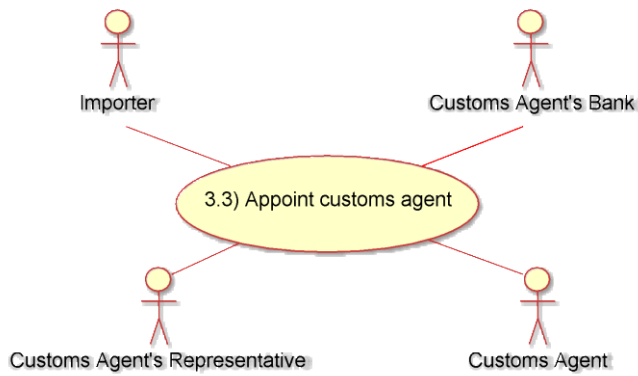 Importer
Customs Agent's Bank
3.3) Appoint customs agent
Customs Agent's Representative
Customs Agent